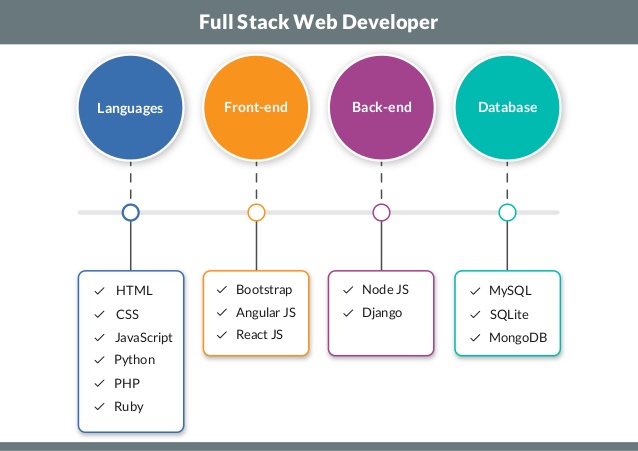 Full Stack Web Developer
Languages
Front-end
Back-end
Database
HTML
CSS
JavaScript
Python
PHP
Ruby
Bootstrap
Angular JS
React JS
Node JS
Django
MySQL
SQLite
MongoDB